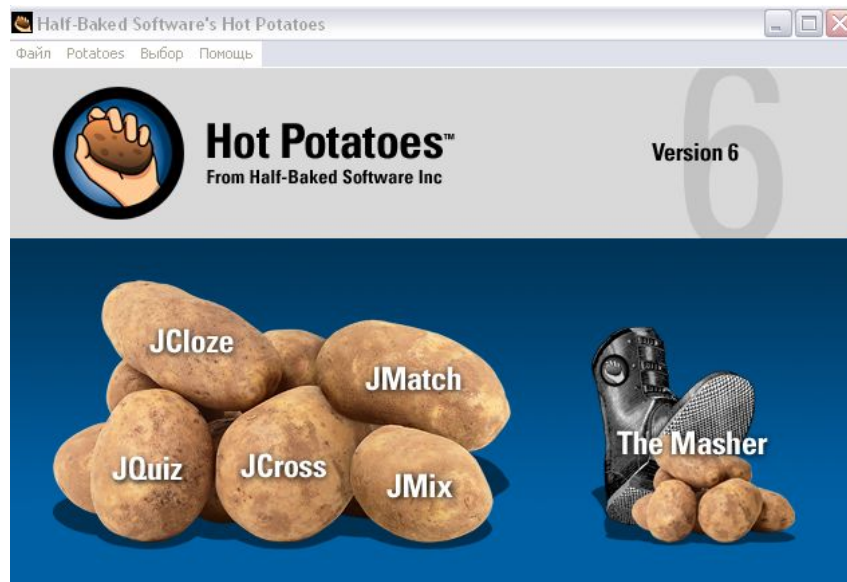 Half-Baked Software's Hot Potatoes
Файл Potatoes Выбор Помощь
Hot Potatoes™
From Half-Baked Software Inc
Version 6
6
JCloze
JMatch
The Masher
JQuiz
JCross
JMix